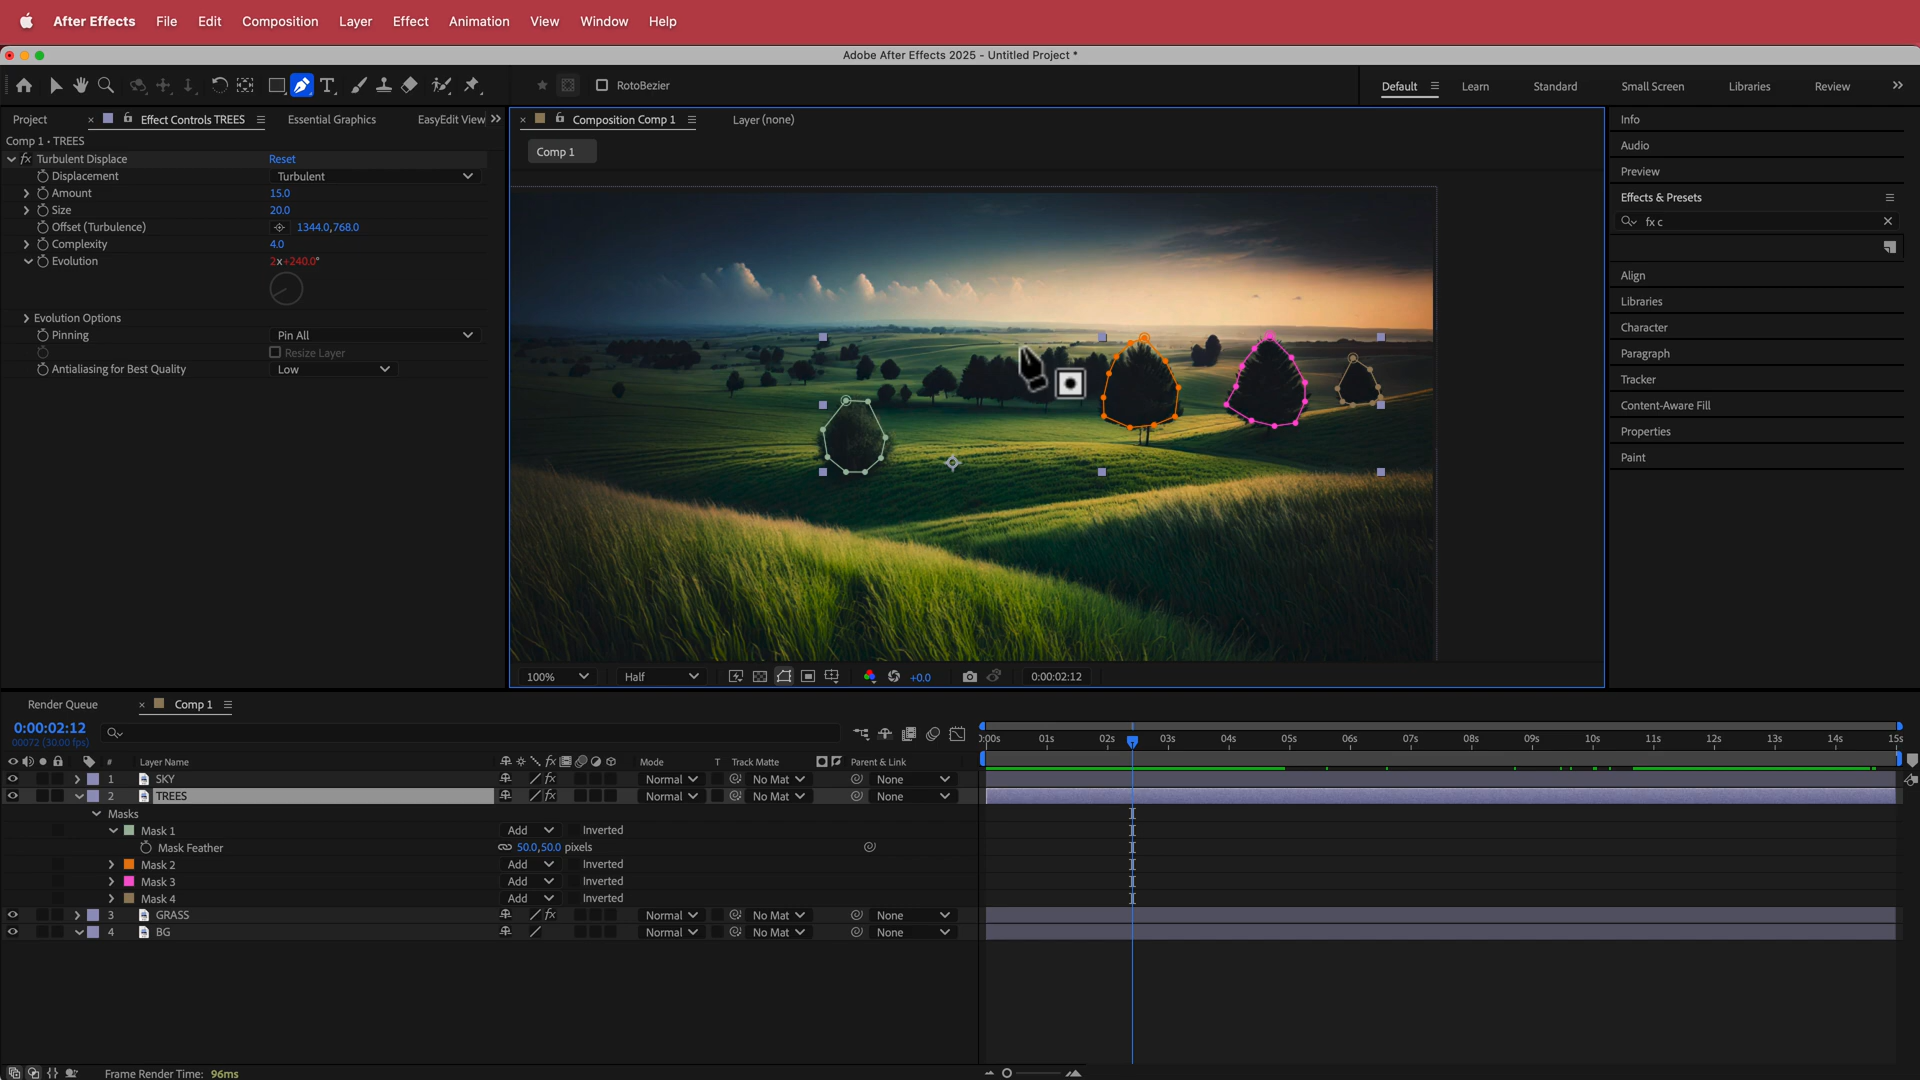 After Effects File Edit Composition Layer Effect Animation View Window Help
Adobe After Effects 2025 - Untitled Project *
RotoBezier
Default Learn Standard Small Screen Libraries Review
Project Effect Controls TREES Essential Graphics EasyEdit View
Comp 1 • TREES
Turbulent Displace Reset
Displacement Turbulent
Amount 15.0
Size 20.0
Offset (Turbulence) 1344.0,768.0
Complexity 4.0
Evolution 2x+240.0°
Evolution Options
Pinning Pin All
Resize Layer
Antialiasing for Best Quality Low
Composition Comp 1 Layer (none)
Comp 1
100% Half +0.0 0:00:02:12
Info
Audio
Preview
Effects & Presets
fx c
Align
Libraries
Character
Paragraph
Tracker
Content-Aware Fill
Properties
Paint
Render Queue Comp 1
0:00:02:12
00072 (30.00 fps)
# Layer Name fx Mode T Track Matte Parent & Link
1 SKY fx Normal No Mat None
2 TREES fx Normal No Mat None
Masks
Mask 1 Add Inverted
Mask Feather 50.0,50.0 pixels
Mask 2 Add Inverted
Mask 3 Add Inverted
Mask 4 Add Inverted
3 GRASS fx Normal No Mat None
4 BG Normal No Mat None
:00s 01s 02s 03s 04s 05s 06s 07s 08s 09s 10s 11s 12s 13s 14s 15s
Frame Render Time: 96ms